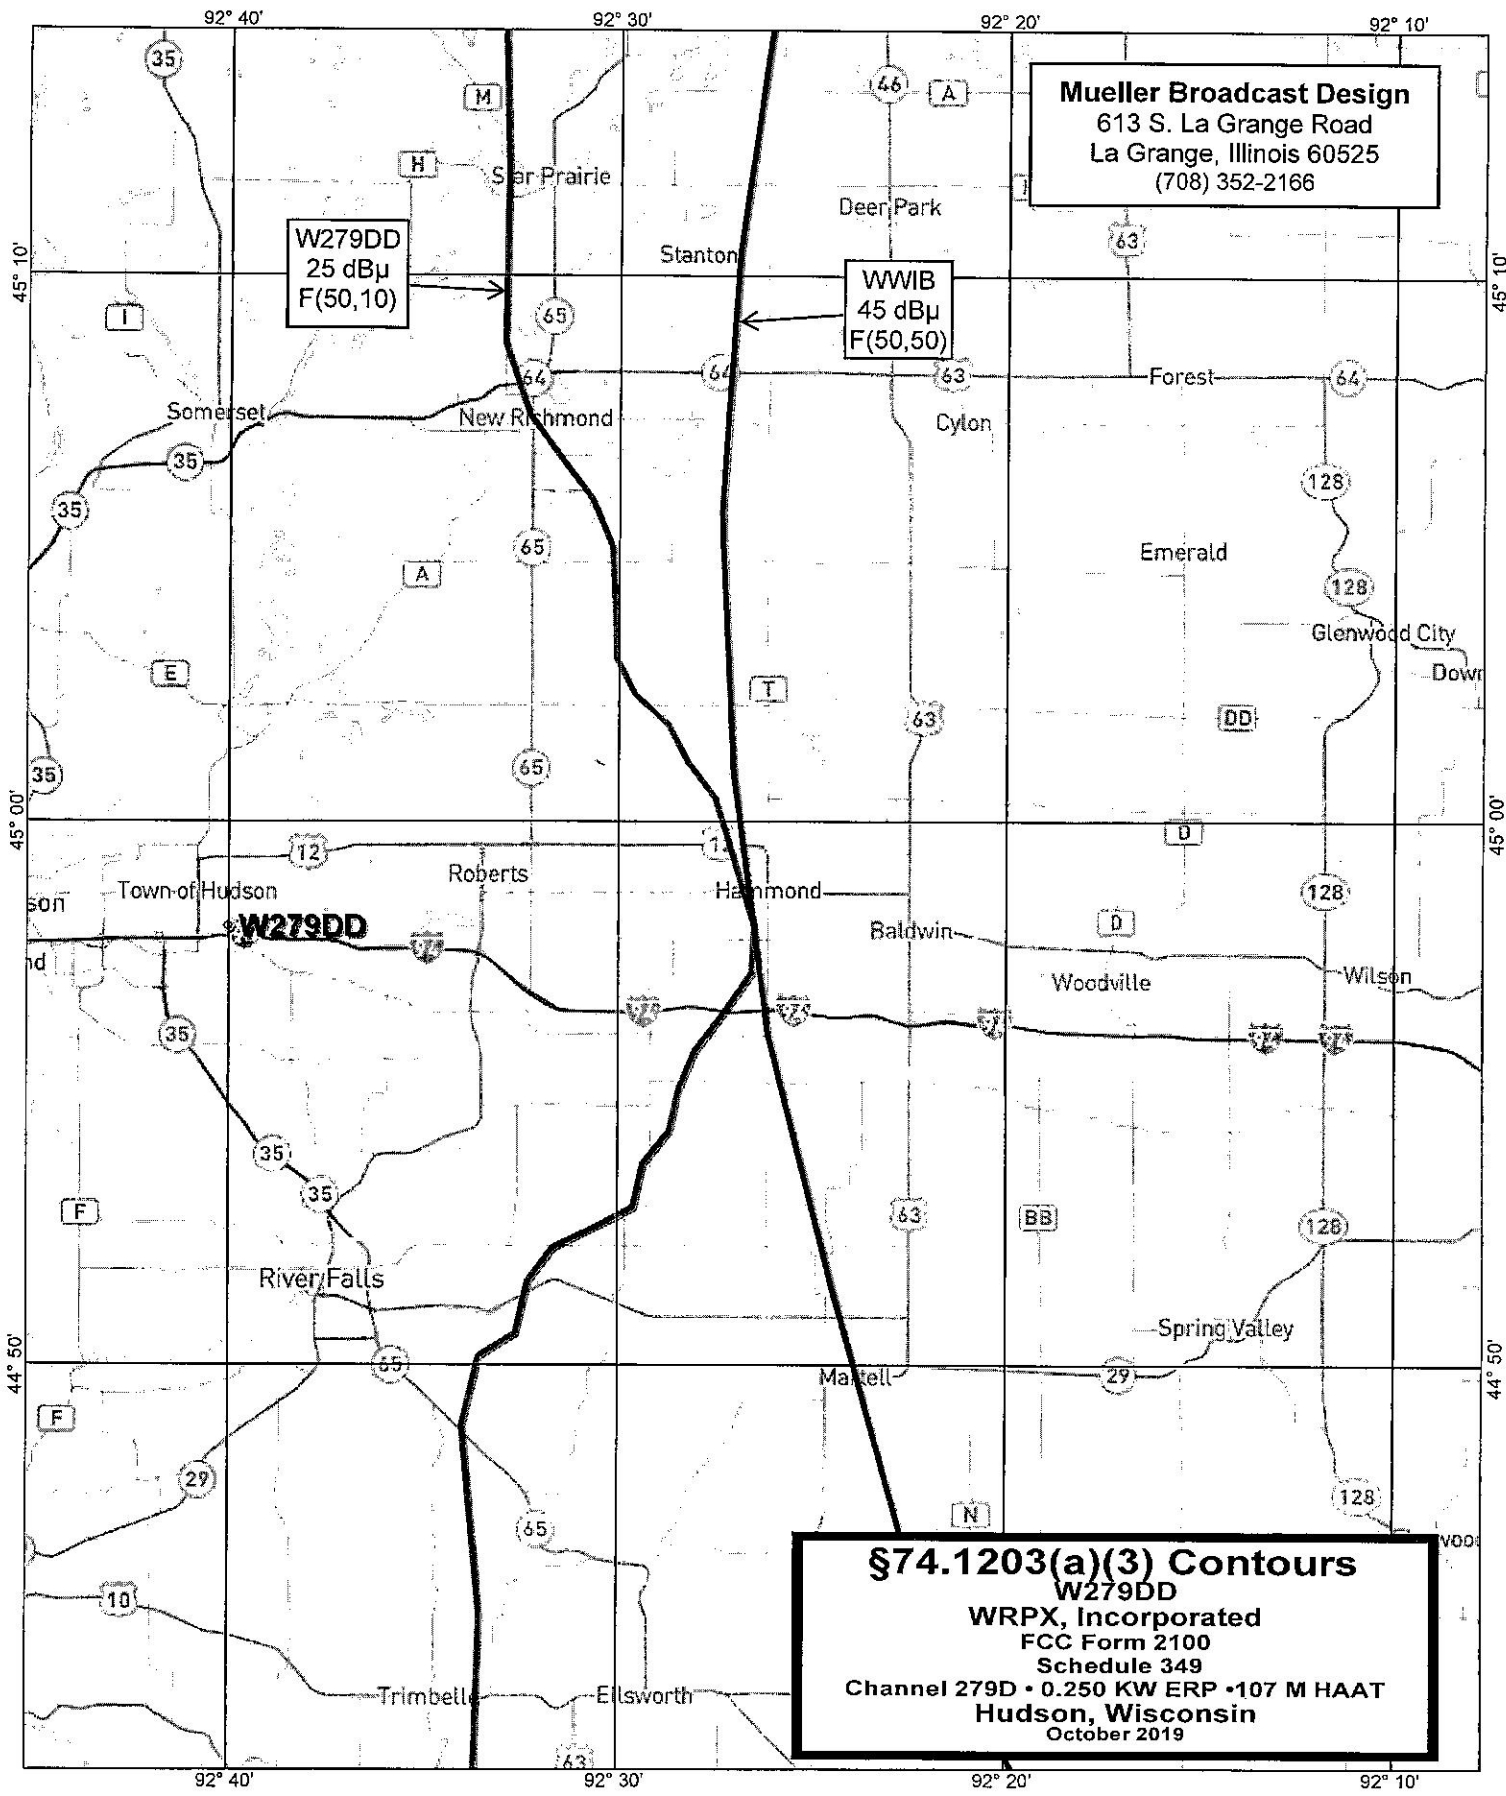 92° 40'
92° 30'
92° 20'
92° 10'
35
M
46
A
Mueller Broadcast Design
613 S. La Grange Road
La Grange, Illinois 60525
(708) 352-2166
H
Star Prairie
Deer Park
63
W279DD
25 dBµ
F(50,10)
Stanton
45° 10'
45° 10'
WWIB
45 dBµ
F(50,50)
I
65
64
64
63
Forest
64
Somerset
New Richmond
Cylon
35
128
35
65
Emerald
A
128
Glenwood City
E
T
63
DD
35
65
45° 00'
45° 00'
12
D
Roberts
Town of Hudson
Hammond
128
son
W279DD
Baldwin
D
Woodville
Wilson
35
35
35
F
63
BB
128
River Falls
Spring Valley
44° 50'
44° 50'
65
Martell
29
F
29
65
N
128
§74.1203(a)(3) Contours
W279DD
WRPX, Incorporated
FCC Form 2100
Schedule 349
Channel 279D • 0.250 KW ERP •107 M HAAT
Hudson, Wisconsin
October 2019
10
Trimbelle
Ellsworth
63
92° 40'
92° 30'
92° 20'
92° 10'